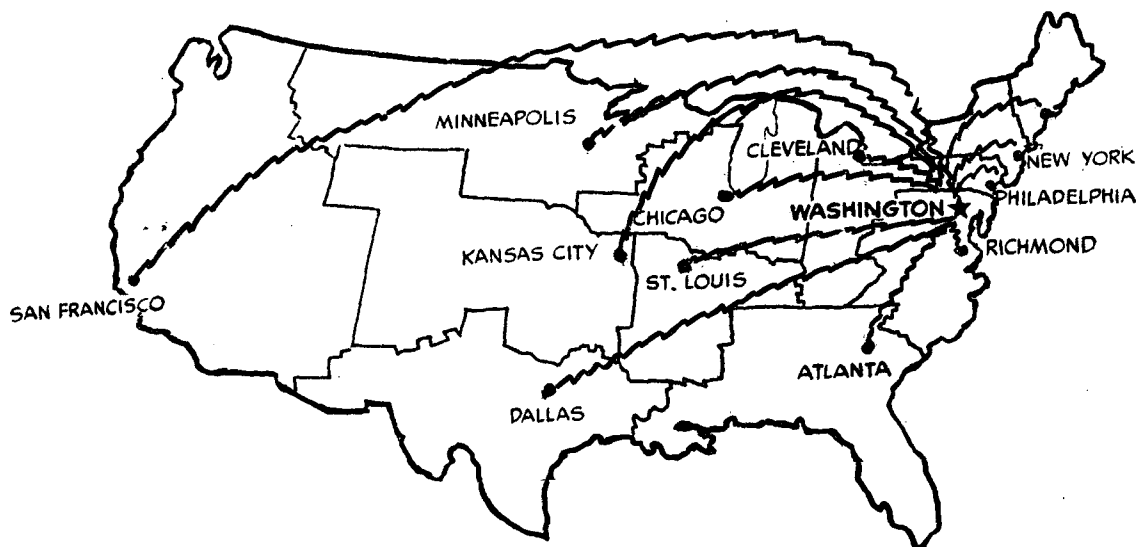 MINNEAPOLIS
CLEVELAND
NEW YORK
PHILADELPHIA
CHICAGO
WASHINGTON
KANSAS CITY
RICHMOND
ST. LOUIS
SAN FRANCISCO
ATLANTA
DALLAS